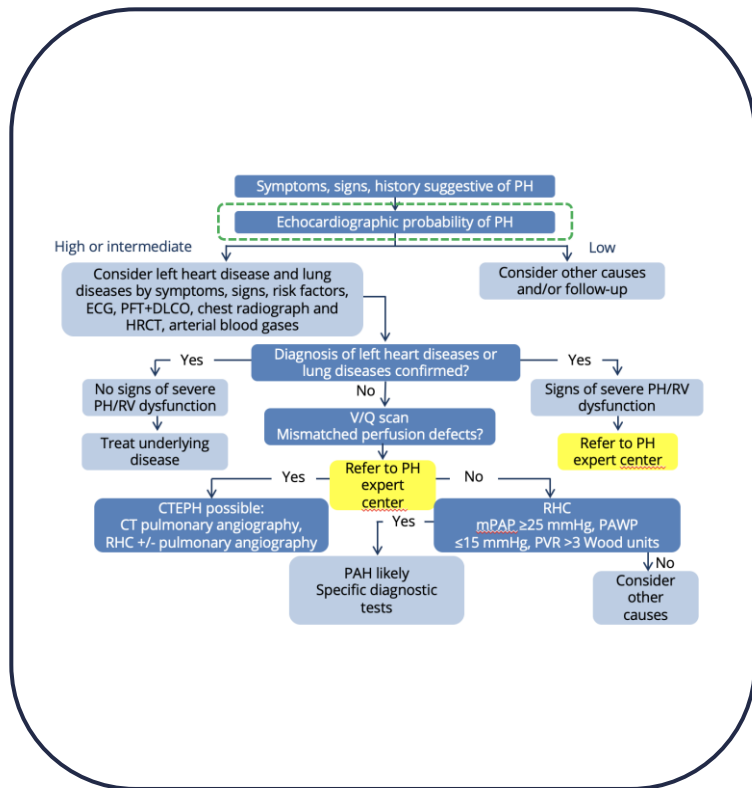 Symptoms, signs, history suggestive of PH
Echocardiographic probability of PH
High or intermediate
Low
Consider left heart disease and lung
diseases by symptoms, signs, risk factors,
ECG, PFT+DLCO, chest radiograph and
HRCT, arterial blood gases
Consider other causes
and/or follow-up
Yes
Diagnosis of left heart diseases or
lung diseases confirmed?
Yes
No signs of severe
PH/RV dysfunction
No
Signs of severe PH/RV
dysfunction
V/Q scan
Mismatched perfusion defects?
Treat underlying
disease
Refer to PH
expert center
Yes
Refer to PH
expert
center
No
CTEPH possible:
CT pulmonary angiography,
RHC +/- pulmonary angiography
Yes
RHC
mPAP ≥25 mmHg, PAWP
≤15 mmHg, PVR >3 Wood units
No
PAH likely
Specific diagnostic
tests
Consider
other
causes